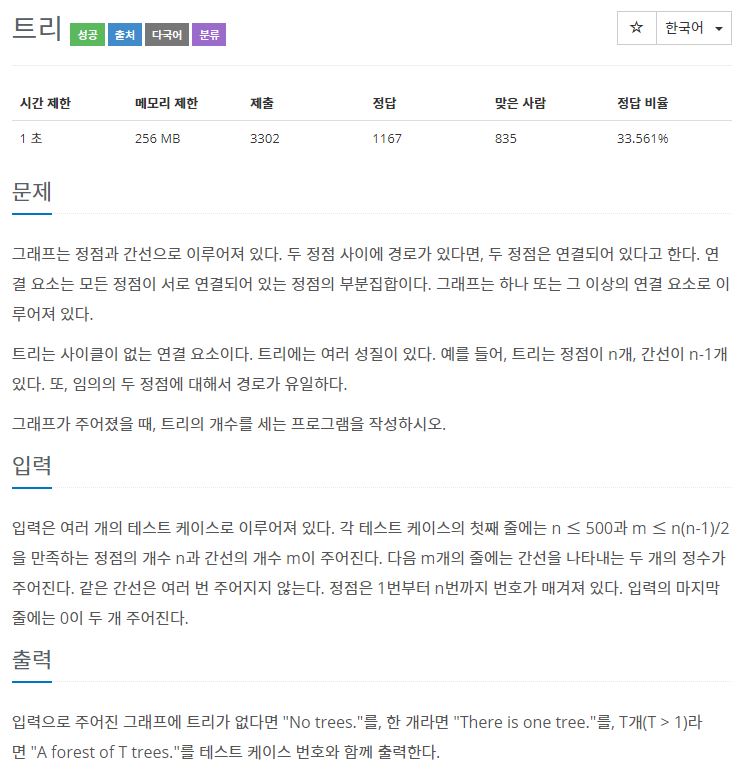 트리 성공 출처 다국어 분류 ☆ 한국어
시간 제한 메모리 제한 제출 정답 맞은 사람 정답 비율
1 초 256 MB 3302 1167 835 33.561%
문제
그래프는 정점과 간선으로 이루어져 있다. 두 정점 사이에 경로가 있다면, 두 정점은 연결되어 있다고 한다. 연
결 요소는 모든 정점이 서로 연결되어 있는 정점의 부분집합이다. 그래프는 하나 또는 그 이상의 연결 요소로 이
루어져 있다.
트리는 사이클이 없는 연결 요소이다. 트리에는 여러 성질이 있다. 예를 들어, 트리는 정점이 n개, 간선이 n-1개
있다. 또, 임의의 두 정점에 대해서 경로가 유일하다.
그래프가 주어졌을 때, 트리의 개수를 세는 프로그램을 작성하시오.
입력
입력은 여러 개의 테스트 케이스로 이루어져 있다. 각 테스트 케이스의 첫째 줄에는 n ≤ 500과 m ≤ n(n-1)/2
을 만족하는 정점의 개수 n과 간선의 개수 m이 주어진다. 다음 m개의 줄에는 간선을 나타내는 두 개의 정수가
주어진다. 같은 간선은 여러 번 주어지지 않는다. 정점은 1번부터 n번까지 번호가 매겨져 있다. 입력의 마지막
줄에는 0이 두 개 주어진다.
출력
입력으로 주어진 그래프에 트리가 없다면 "No trees."를, 한 개라면 "There is one tree."를, T개(T > 1)라
면 "A forest of T trees."를 테스트 케이스 번호와 함께 출력한다.